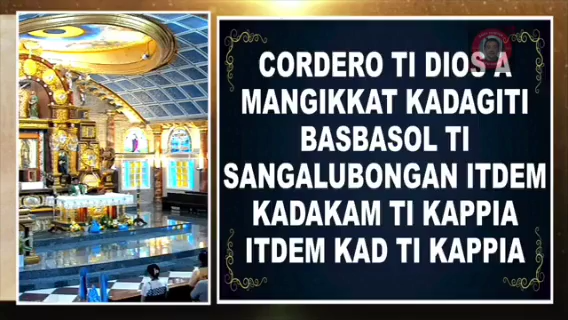 CORDERO TI DIOS A
MANGIKKAT KADAGITI
BASBASOL TI
SANGALUBONGAN ITDEM
KADAKAM TI KAPPIA
ITDEM KAD TI KAPPIA